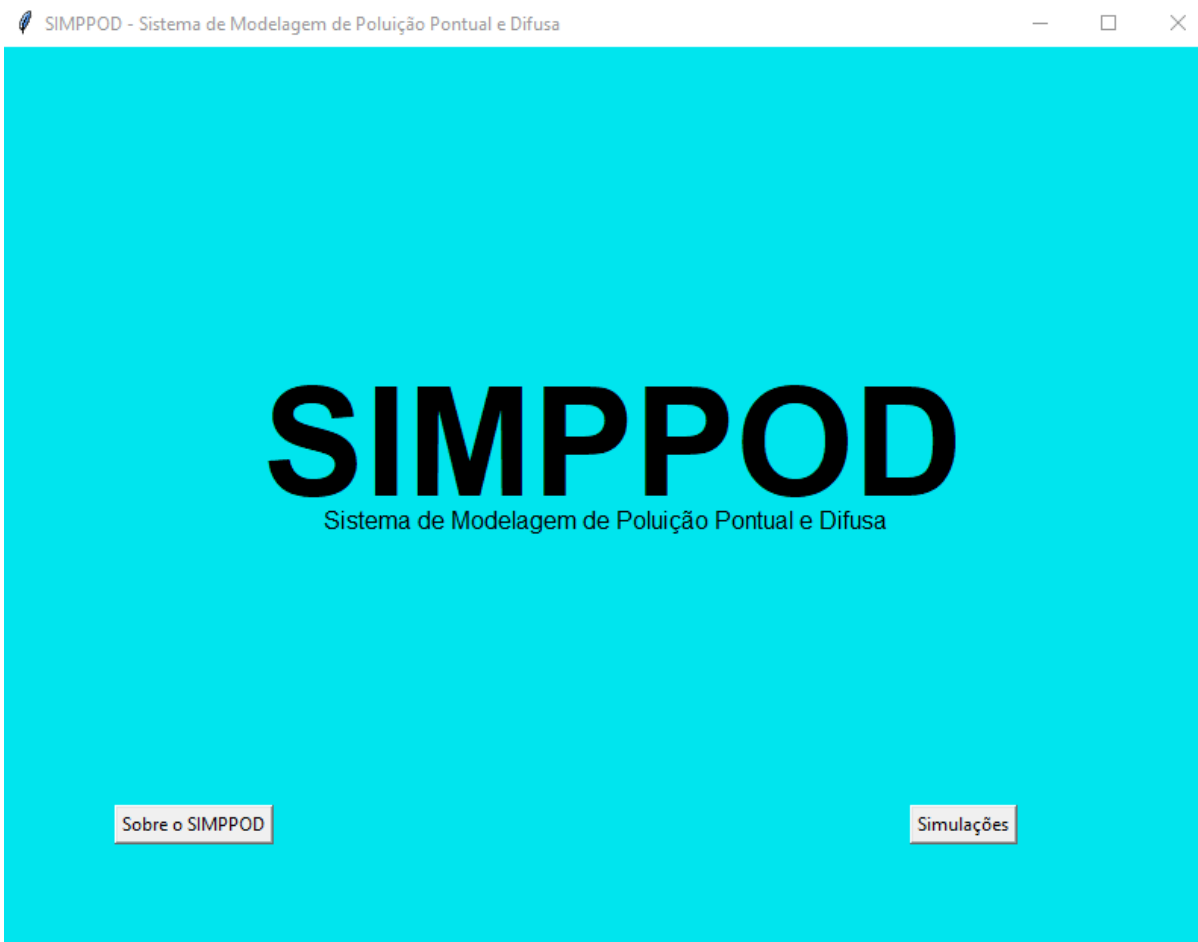 SIMPPOD - Sistema de Modelagem de Poluição Pontual e Difusa
SIMPPOD
Sistema de Modelagem de Poluição Pontual e Difusa
Sobre o SIMPPOD
Simulações